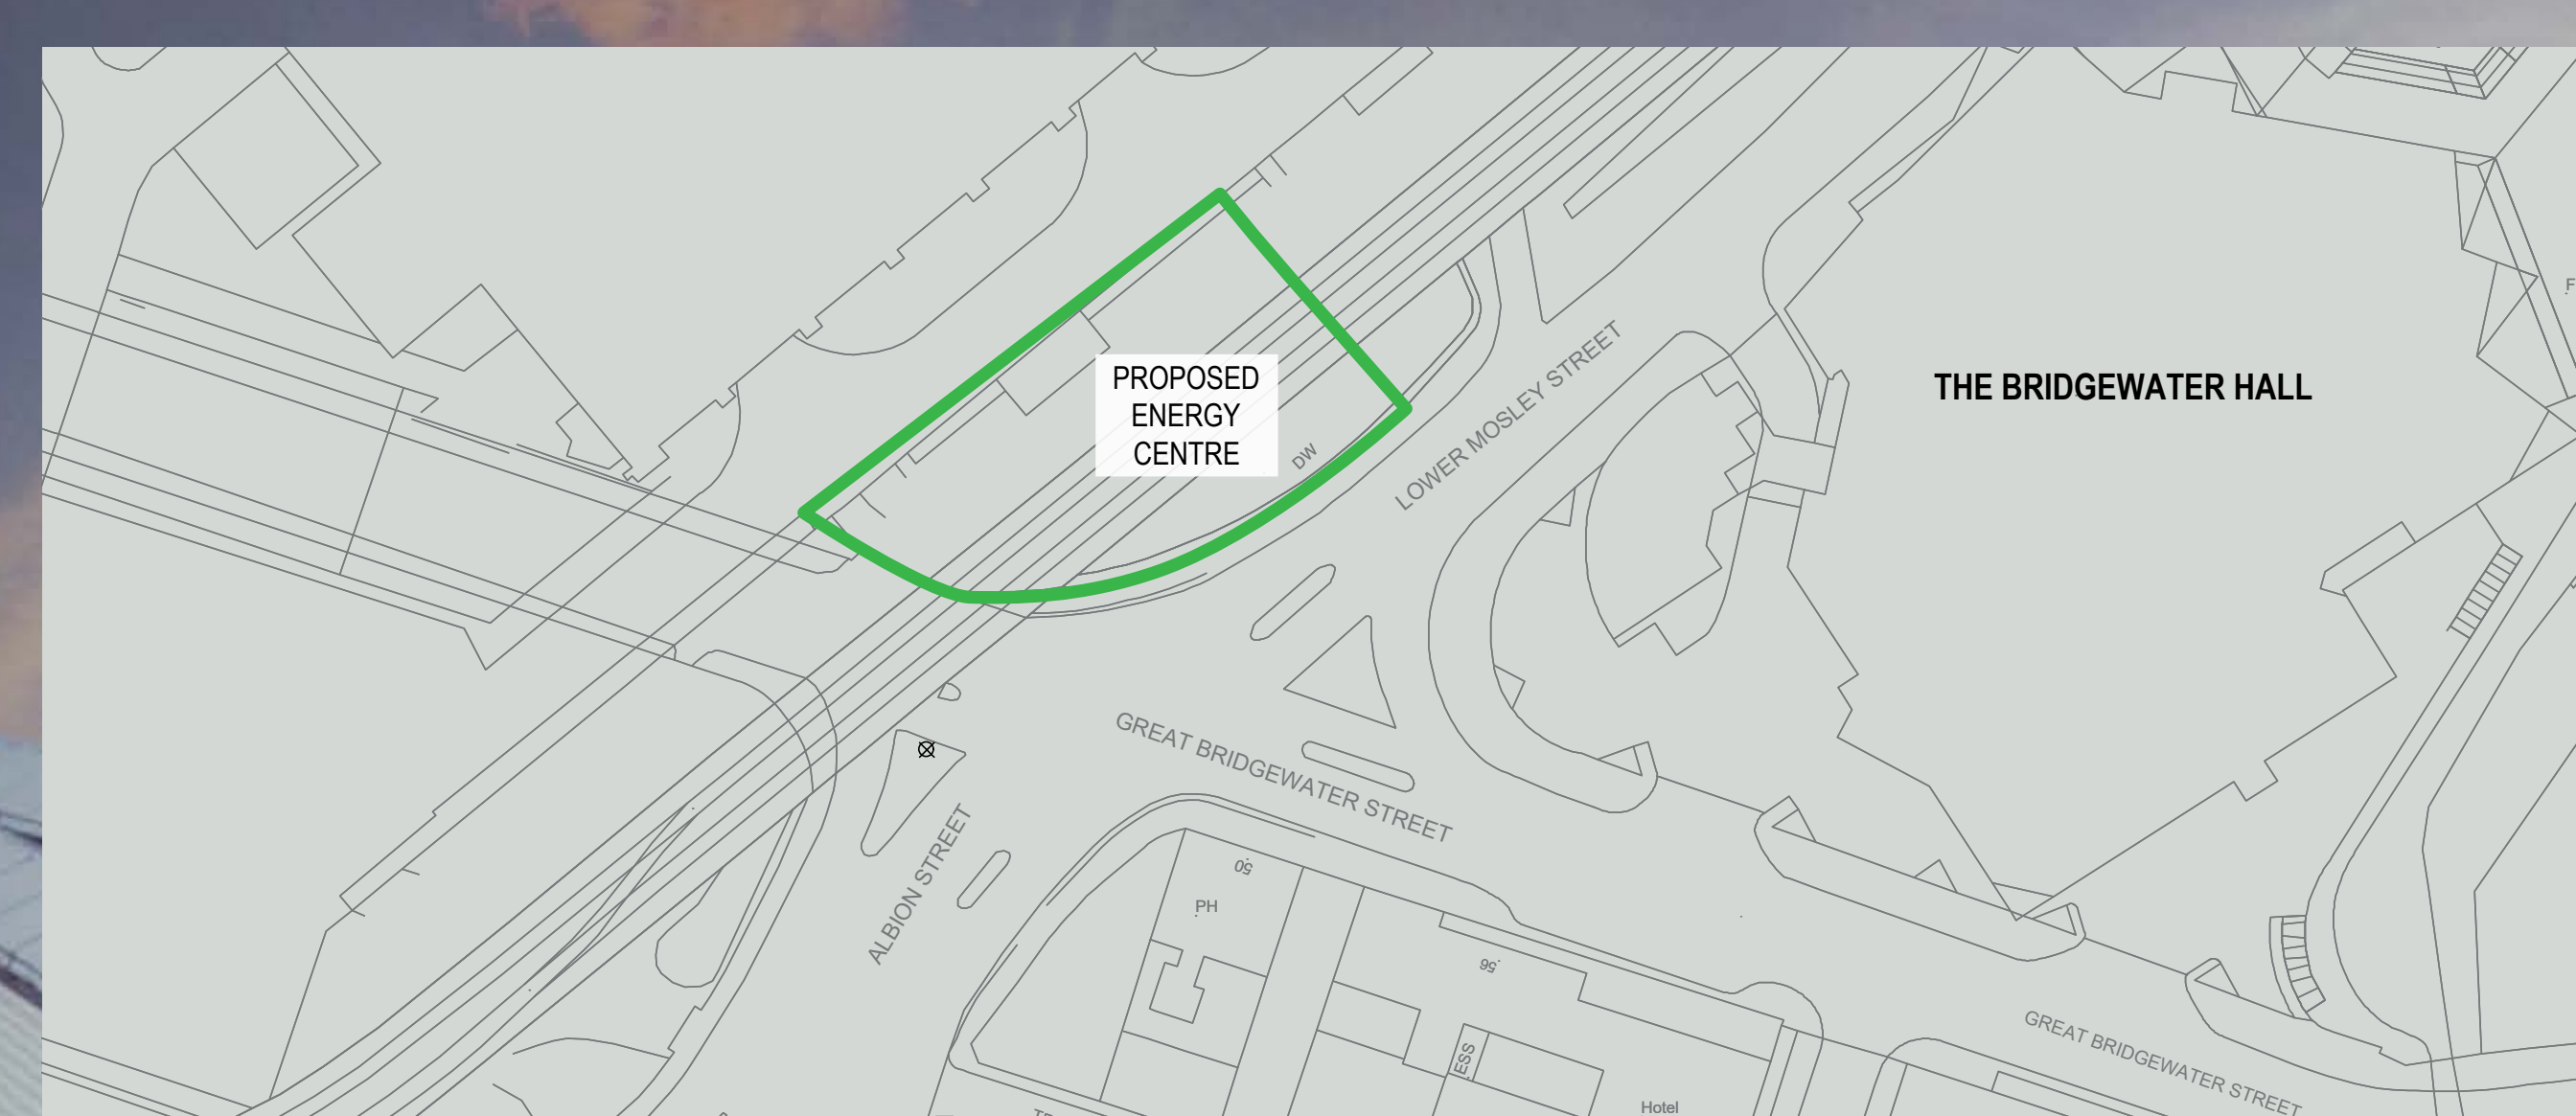 PROPOSED
ENERGY
CENTRE
THE BRIDGEWATER HALL
DW
LOWER MOSLEY STREET
GREAT BRIDGEWATER STREET
ALBION STREET
50
PH
56
ESS
Hotel
GREAT BRIDGEWATER STREET
F